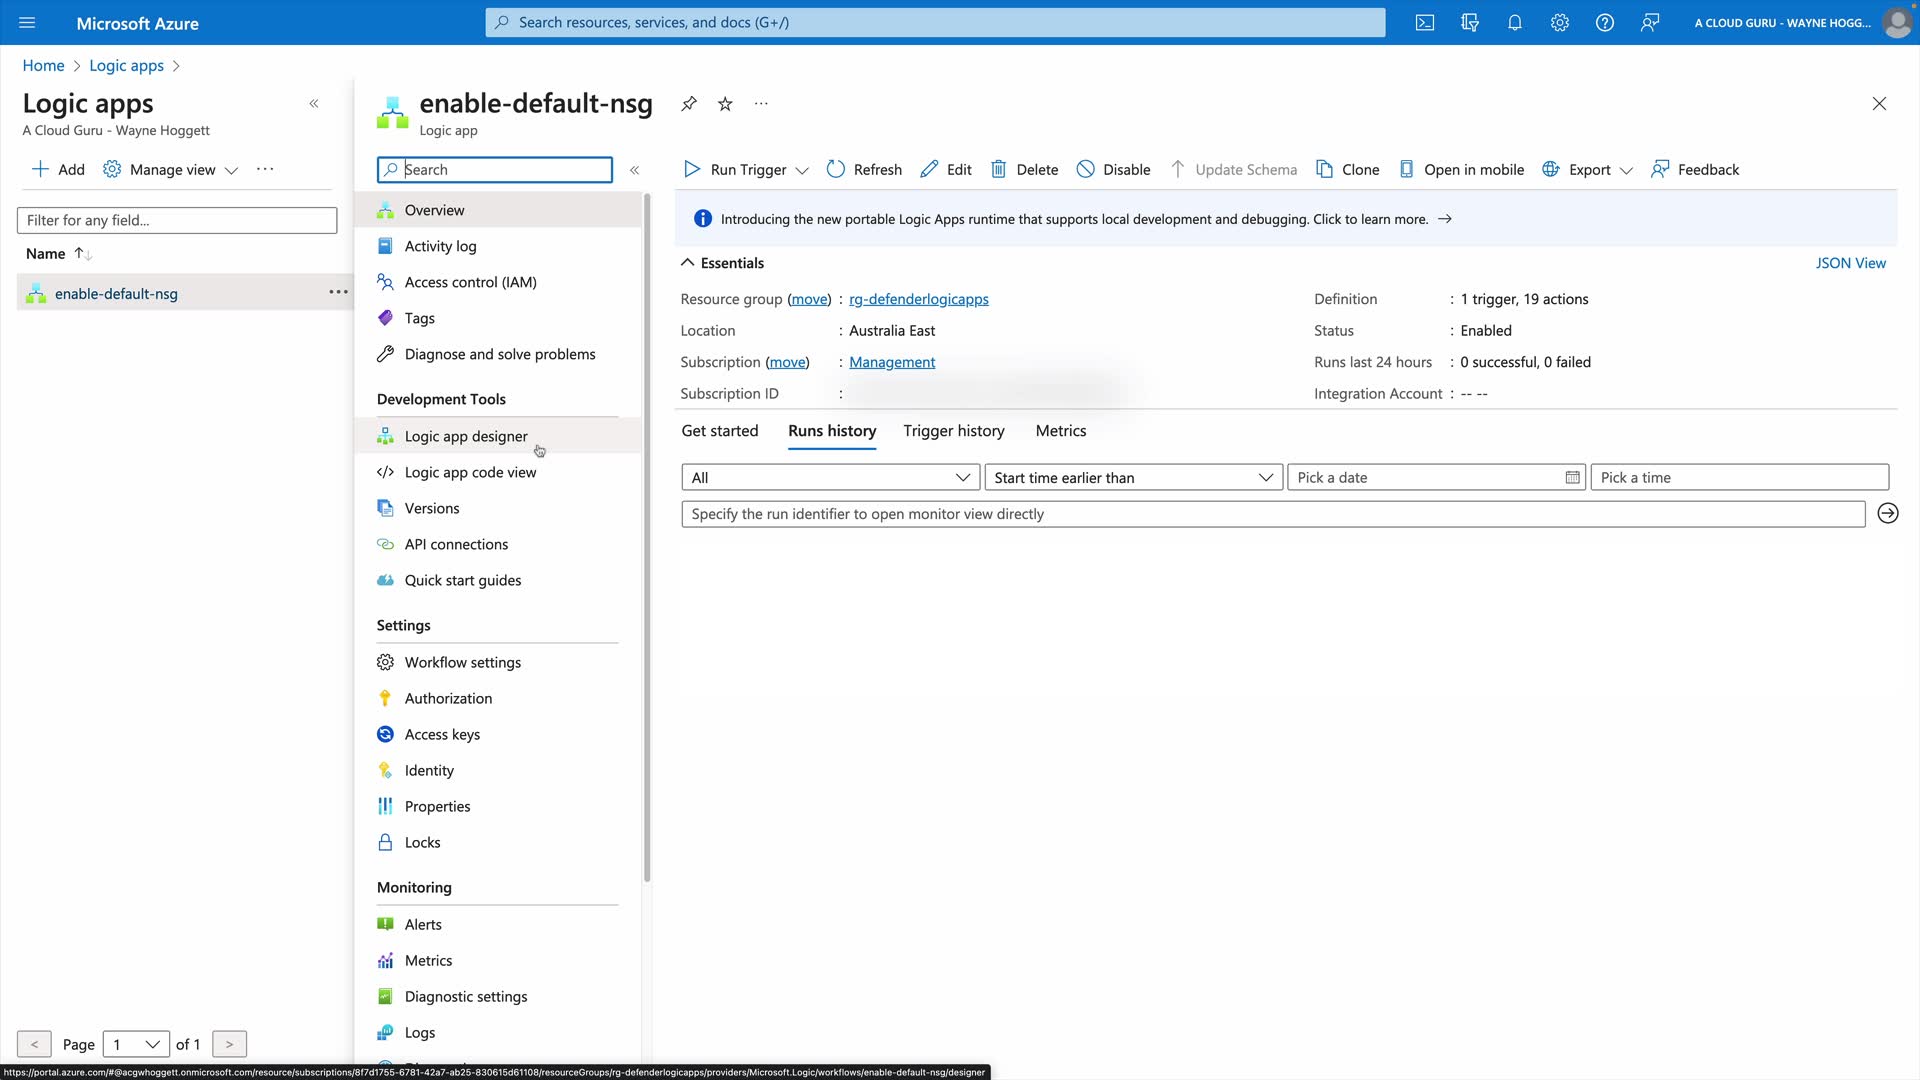 Microsoft Azure
Search resources, services, and docs (G+/)
A CLOUD GURU - WAYNE HOGG...
Home > Logic apps >
Logic apps
A Cloud Guru - Wayne Hoggett
Add
Manage view
Filter for any field...
Name
enable-default-nsg
< Page 1 of 1 >
enable-default-nsg
Logic app
Search
Overview
Activity log
Access control (IAM)
Tags
Diagnose and solve problems
Development Tools
Logic app designer
Logic app code view
Versions
API connections
Quick start guides
Settings
Workflow settings
Authorization
Access keys
Identity
Properties
Locks
Monitoring
Alerts
Metrics
Diagnostic settings
Logs
Run Trigger
Refresh
Edit
Delete
Disable
Update Schema
Clone
Open in mobile
Export
Feedback
Introducing the new portable Logic Apps runtime that supports local development and debugging. Click to learn more. →
Essentials
JSON View
Resource group (move) : rg-defenderlogicapps
Location : Australia East
Subscription (move) : Management
Subscription ID :
Definition : 1 trigger, 19 actions
Status : Enabled
Runs last 24 hours : 0 successful, 0 failed
Integration Account : -- --
Get started
Runs history
Trigger history
Metrics
All
Start time earlier than
Pick a date
Pick a time
Specify the run identifier to open monitor view directly
https://portal.azure.com/#@acgwhoggett.onmicrosoft.com/resource/subscriptions/8f7d1755-6781-42a7-ab25-830615d61108/resourceGroups/rg-defenderlogicapps/providers/Microsoft.Logic/workflows/enable-default-nsg/designer